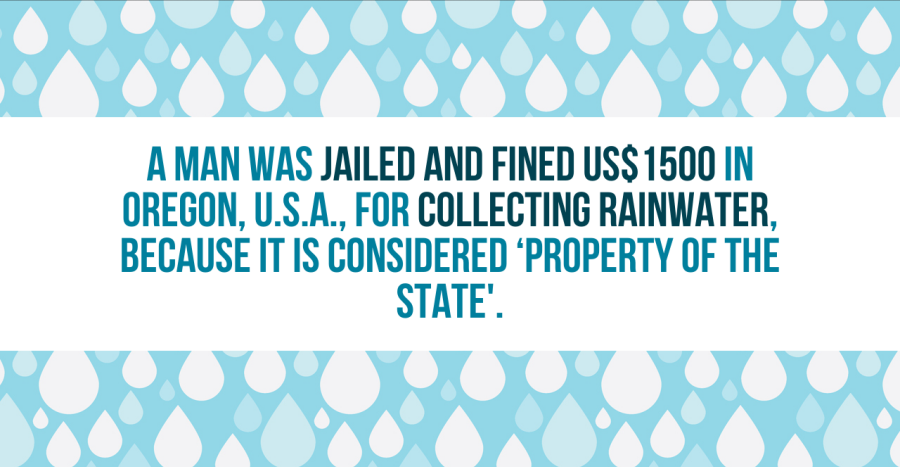 A MAN WAS JAILED AND FINED US$1500 IN
OREGON, U.S.A., FOR COLLECTING RAINWATER,
BECAUSE IT IS CONSIDERED ‘PROPERTY OF THE
STATE'.